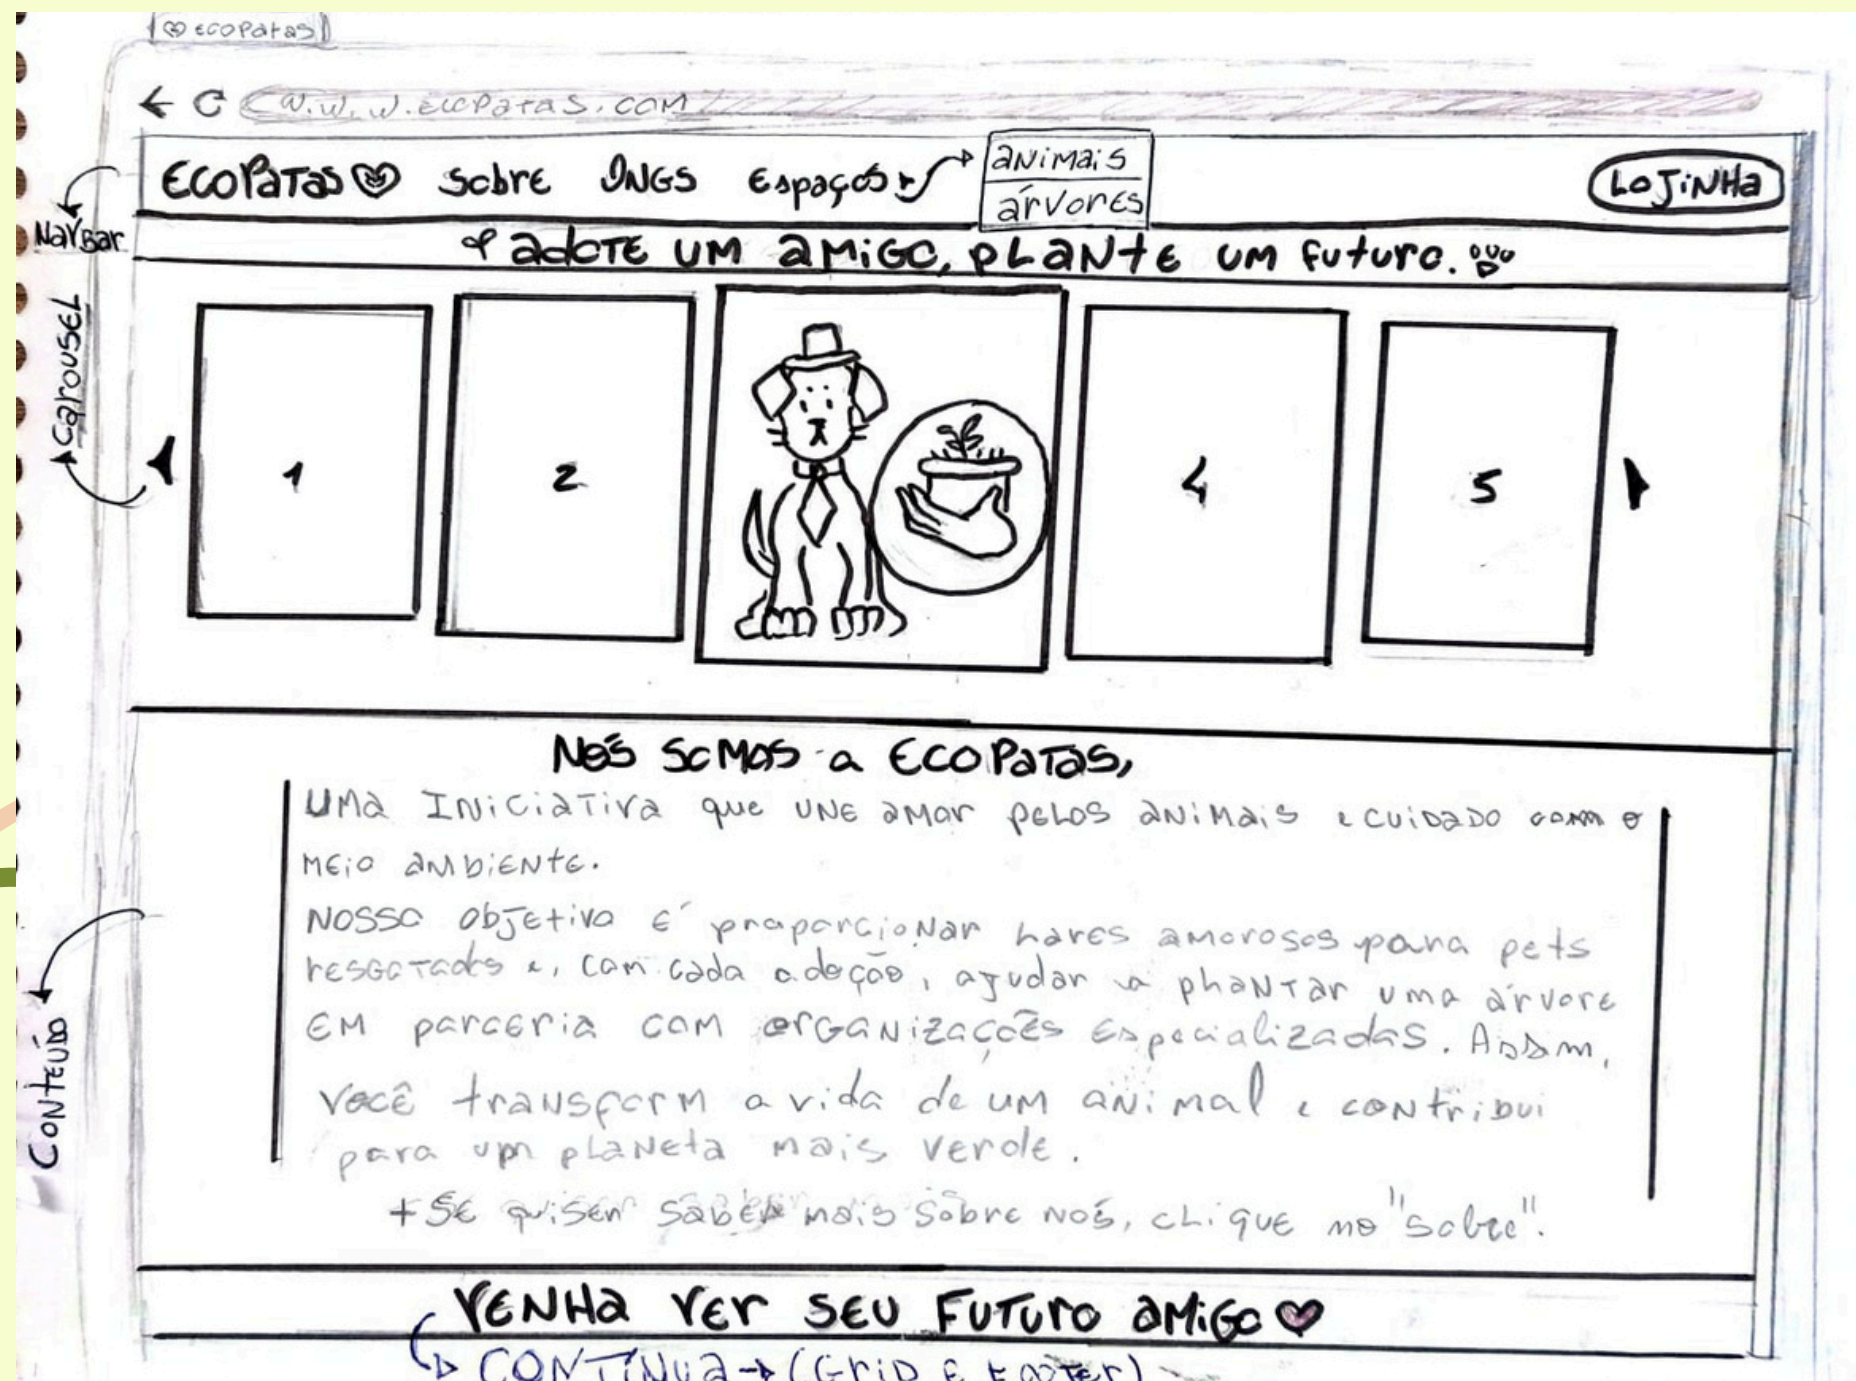 ecopatas
w.w.w.ecopatas.com
ECOPATAS sobre ONGS Espaços animais LOJINHA
árvores
Navbar
adote um amigo, plante um futuro.
Carousel
1 2 4 5
NÓS SOMOS a ECOPATAS,
UMA INICIATIVA que UNE amor pelos animais e cuidado com o
meio ambiente.
NOSSO objetivo é proporcionar lares amorosos para pets
resgatados e, com cada adoção, ajudar a phantar uma árvore
EM parceria com organizações especializadas. Assim,
Conteúdo
você transform a vida de um animal e contribui
para um planeta mais verde.
+ SE quiser saber mais sobre nós, clique no "sobre".
VENHA VER SEU FUTURO AMIGO
CONTINUA → (GRID E FOOTER)